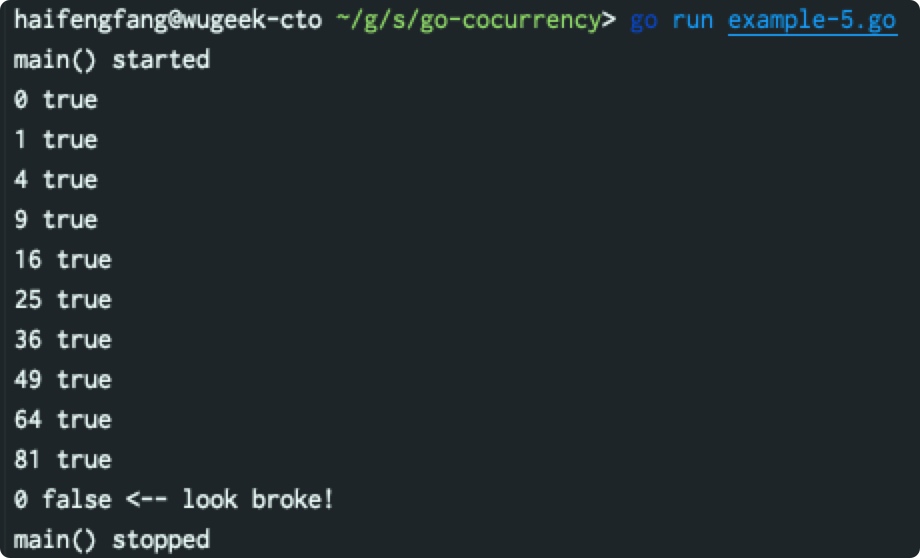 haifengfang@wugeek-cto ~/g/s/go-cocurrency> go run example-5.go
main() started
0 true
1 true
4 true
9 true
16 true
25 true
36 true
49 true
64 true
81 true
0 false <-- look broke!
main() stopped